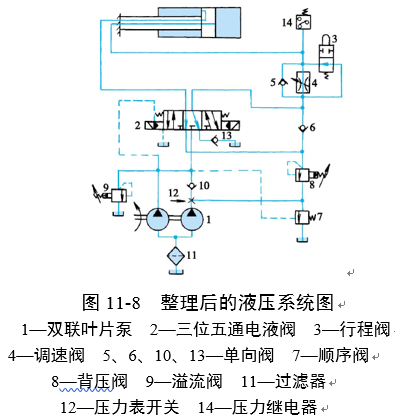 14
3
5
4
2
13
6
9
10
8
12
7
1
11
图 11-8 整理后的液压系统图
1—双联叶片泵 2—三位五通电液阀 3—行程阀
4—调速阀 5、6、10、13—单向阀 7—顺序阀
8—背压阀 9—溢流阀 11—过滤器
12—压力表开关 14—压力继电器